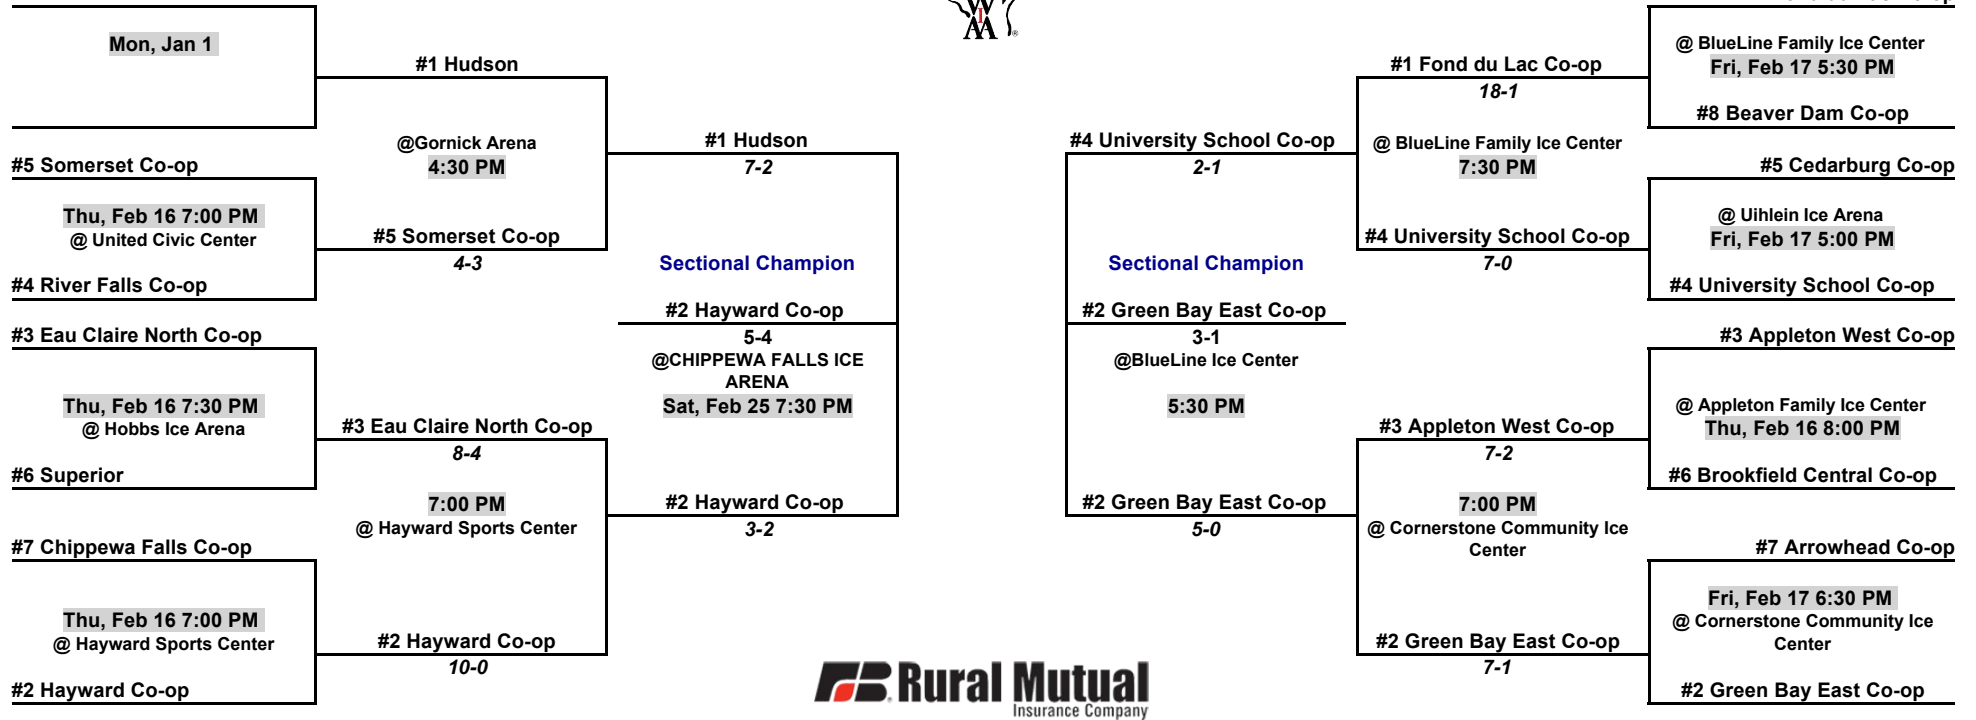 Mon, Jan 1
#5 Somerset Co-op
Thu, Feb 16 7:00 PM
@ United Civic Center
#4 River Falls Co-op
#3 Eau Claire North Co-op
Thu, Feb 16 7:30 PM
@ Hobbs Ice Arena
#6 Superior
#7 Chippewa Falls Co-op
Thu, Feb 16 7:00 PM
@ Hayward Sports Center
#2 Hayward Co-op
#1 Hudson
@Gornick Arena
4:30 PM
#5 Somerset Co-op
4-3
#3 Eau Claire North Co-op
8-4
7:00 PM
@ Hayward Sports Center
#2 Hayward Co-op
10-0
#1 Hudson
7-2
Sectional Champion
#2 Hayward Co-op
5-4
@CHIPPEWA FALLS ICE
ARENA
Sat, Feb 25 7:30 PM
#2 Hayward Co-op
3-2
WIAA
#4 University School Co-op
2-1
Sectional Champion
#2 Green Bay East Co-op
3-1
@BlueLine Ice Center
5:30 PM
#2 Green Bay East Co-op
5-0
#1 Fond du Lac Co-op
18-1
@ BlueLine Family Ice Center
7:30 PM
#4 University School Co-op
7-0
#3 Appleton West Co-op
7-2
7:00 PM
@ Cornerstone Community Ice
Center
#2 Green Bay East Co-op
7-1
@ BlueLine Family Ice Center
Fri, Feb 17 5:30 PM
#8 Beaver Dam Co-op
#5 Cedarburg Co-op
@ Uihlein Ice Arena
Fri, Feb 17 5:00 PM
#4 University School Co-op
#3 Appleton West Co-op
@ Appleton Family Ice Center
Thu, Feb 16 8:00 PM
#6 Brookfield Central Co-op
#7 Arrowhead Co-op
Fri, Feb 17 6:30 PM
@ Cornerstone Community Ice
Center
#2 Green Bay East Co-op
Rural Mutual
Insurance Company